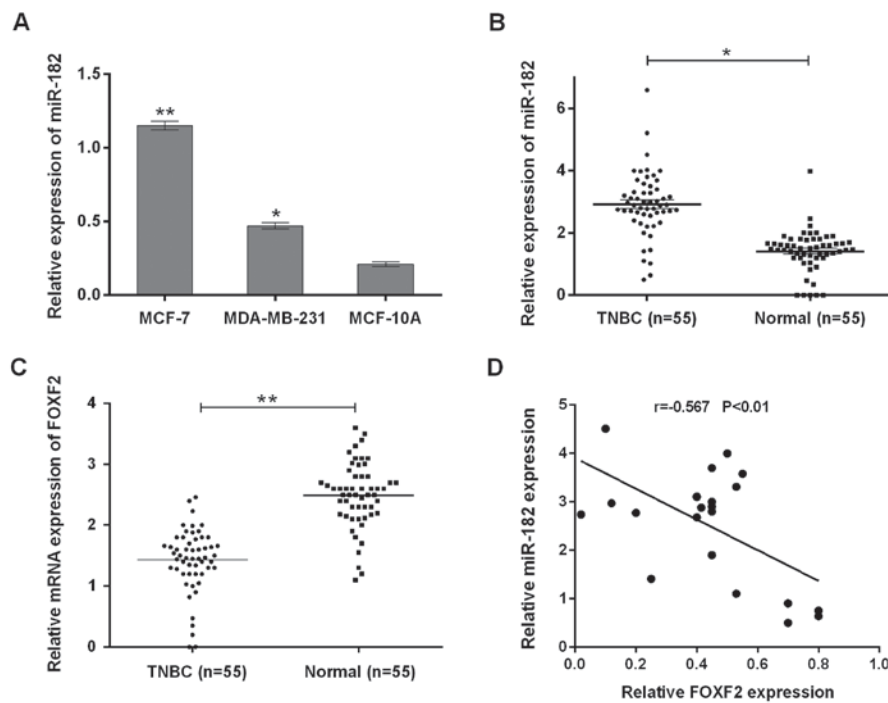 A
Relative expression of miR-182
1.5
1.0
0.5
0.0
**
*
MCF-7 MDA-MB-231 MCF-10A
B
Relative expression of miR-182
6
4
2
0
*
TNBC (n=55) Normal (n=55)
C
Relative mRNA expression of FOXF2
4
3
2
1
0
**
TNBC (n=55) Normal (n=55)
D
r=-0.567 P<0.01
Relative miR-182 expression
5
4
3
2
1
0
0.0 0.2 0.4 0.6 0.8 1.0
Relative FOXF2 expression